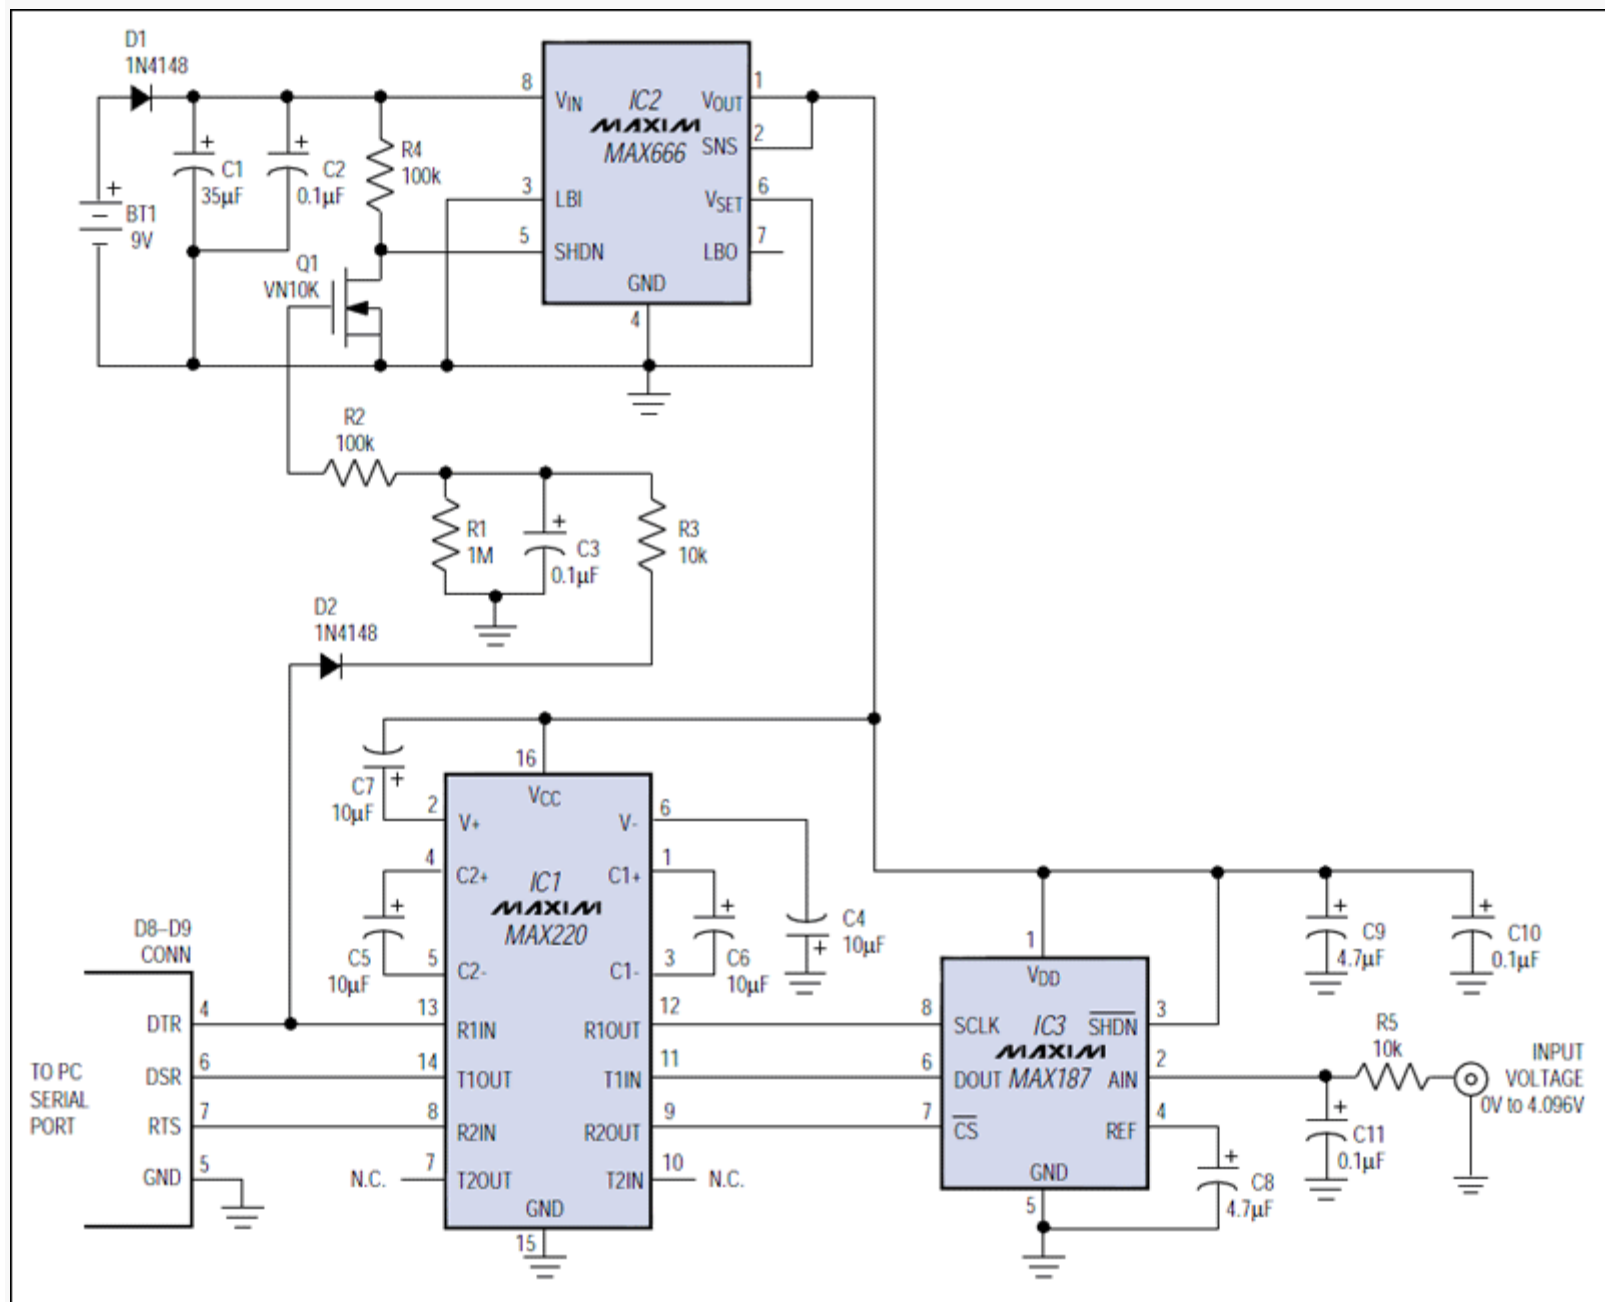 D1
1N4148
8
VIN
IC2
MAXIM
MAX666
VOUT
1
SNS
2
+
C1
35µF
+
C2
0.1µF
R4
100k
3
LBI
VSET
6
+
BT1
9V
5
SHDN
LBO
7
Q1
VN10K
GND
4
R2
100k
R1
1M
+
C3
0.1µF
R3
10k
D2
1N4148
16
VCC
C7
10µF
+
2
V+
V-
6
4
C2+
C1+
1
IC1
MAXIM
MAX220
+
C5
10µF
5
C2-
C1-
3
+
C6
10µF
C4
10µF
+
D8–D9
CONN
TO PC
SERIAL
PORT
DTR
4
13
R1IN
R1OUT
12
DSR
6
14
T1OUT
T1IN
11
RTS
7
8
R2IN
R2OUT
9
GND
5
N.C.
7
T2OUT
T2IN
10
N.C.
GND
15
1
VDD
8
SCLK
IC3
SHDN
3
MAXIM
6
DOUT
MAX187
AIN
2
7
CS
REF
4
GND
5
+
C9
4.7µF
+
C10
0.1µF
R5
10k
INPUT
VOLTAGE
0V to 4.096V
+
C11
0.1µF
+
C8
4.7µF